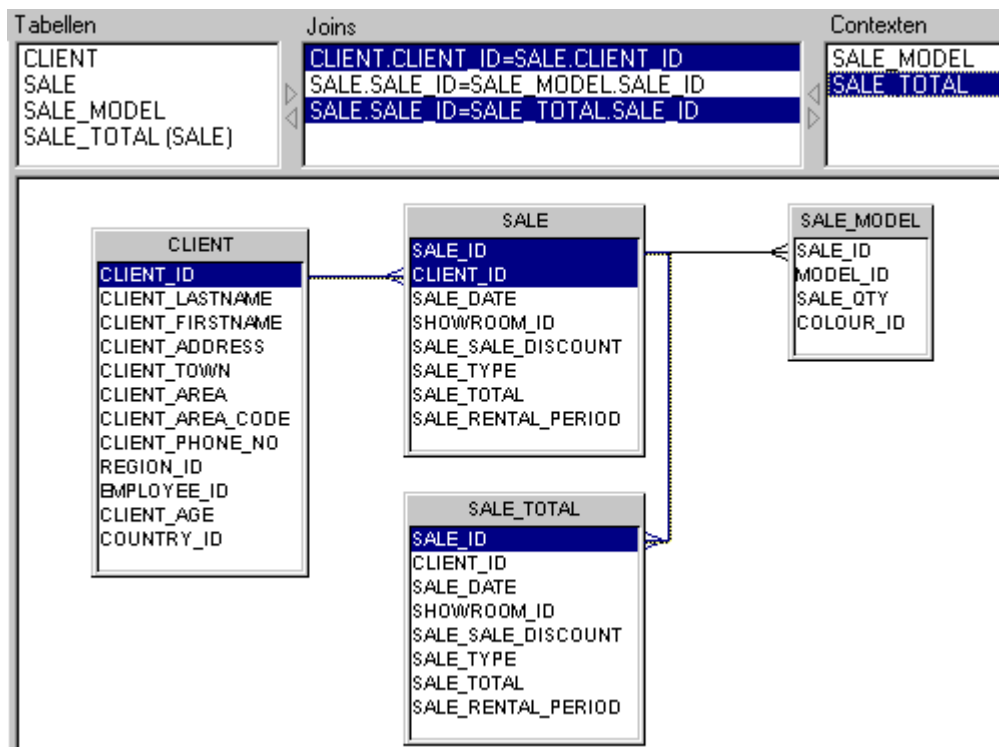 Tabellen
Joins
Contexten
CLIENT
SALE
SALE_MODEL
SALE_TOTAL (SALE)
CLIENT.CLIENT_ID=SALE.CLIENT_ID
SALE.SALE_ID=SALE_MODEL.SALE_ID
SALE.SALE_ID=SALE_TOTAL.SALE_ID
SALE_MODEL
SALE_TOTAL
CLIENT
CLIENT_ID
CLIENT_LASTNAME
CLIENT_FIRSTNAME
CLIENT_ADDRESS
CLIENT_TOWN
CLIENT_AREA
CLIENT_AREA_CODE
CLIENT_PHONE_NO
REGION_ID
EMPLOYEE_ID
CLIENT_AGE
COUNTRY_ID
SALE
SALE_ID
CLIENT_ID
SALE_DATE
SHOWROOM_ID
SALE_SALE_DISCOUNT
SALE_TYPE
SALE_TOTAL
SALE_RENTAL_PERIOD
SALE_MODEL
SALE_ID
MODEL_ID
SALE_QTY
COLOUR_ID
SALE_TOTAL
SALE_ID
CLIENT_ID
SALE_DATE
SHOWROOM_ID
SALE_SALE_DISCOUNT
SALE_TYPE
SALE_TOTAL
SALE_RENTAL_PERIOD